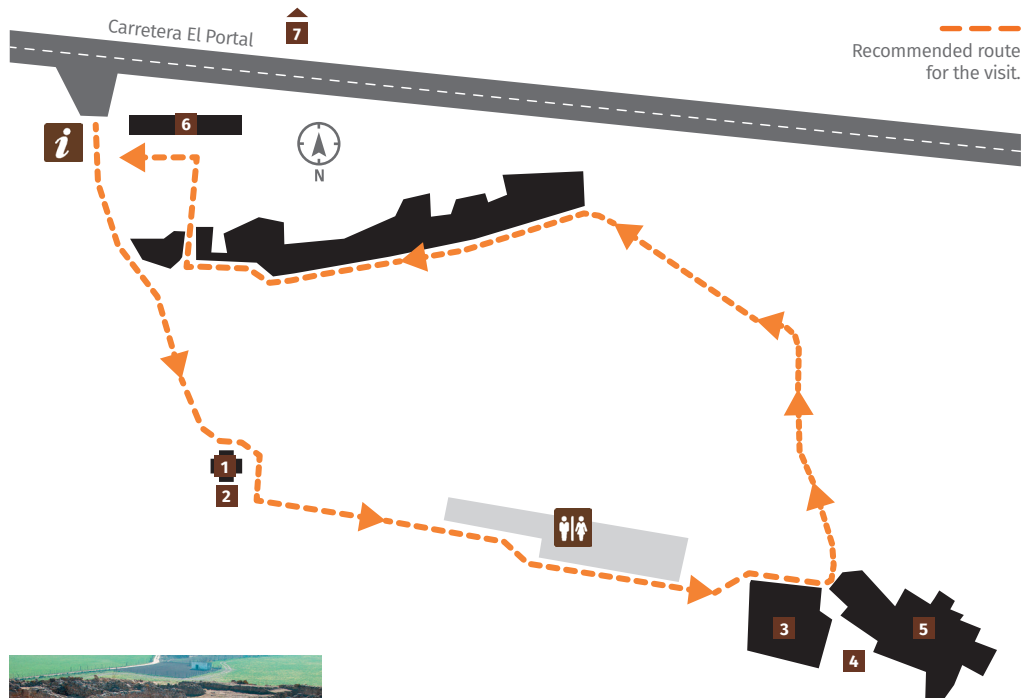 Carretera El Portal
7
Recommended route
for the visit.
i
6
N
1
2
3
5
4